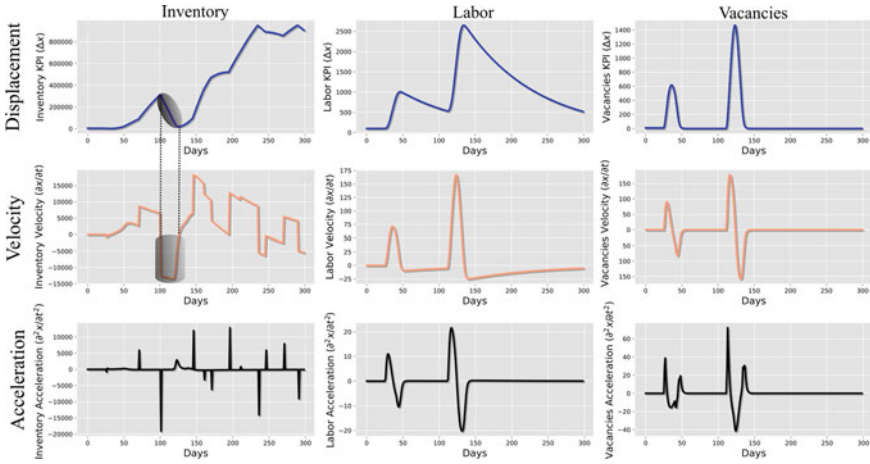 Inventory
Labor
Vacancies
Displacement
Inventory KPI (Δx)
800000
600000
400000
200000
0
0 50 100 150 200 250 300
Days
Labor KPI (Δx)
2500
2000
1500
1000
500
0
0 50 100 150 200 250 300
Days
Vacancies KPI (Δx)
1400
1200
1000
800
600
400
200
0
0 50 100 150 200 250 300
Days
Velocity
Inventory Velocity (∂x/∂t)
15000
10000
5000
0
−5000
−10000
−15000
0 50 100 150 200 250 300
Days
Labor Velocity (∂x/∂t)
175
150
125
100
75
50
25
0
−25
0 50 100 150 200 250 300
Days
Vacancies Velocity (∂x/∂t)
150
100
50
0
50
100
150
0 50 100 150 200 250 300
Days
Acceleration
Inventory Acceleration (∂²x/∂t²)
10000
5000
0
−5000
−10000
−15000
−20000
0 50 100 150 200 250 300
Days
Labor Acceleration (∂²x/∂t²)
20
10
0
−10
−20
0 50 100 150 200 250 300
Days
Vacancies Acceleration (∂²x/∂t²)
60
40
20
0
−20
−40
0 50 100 150 200 250 300
Days